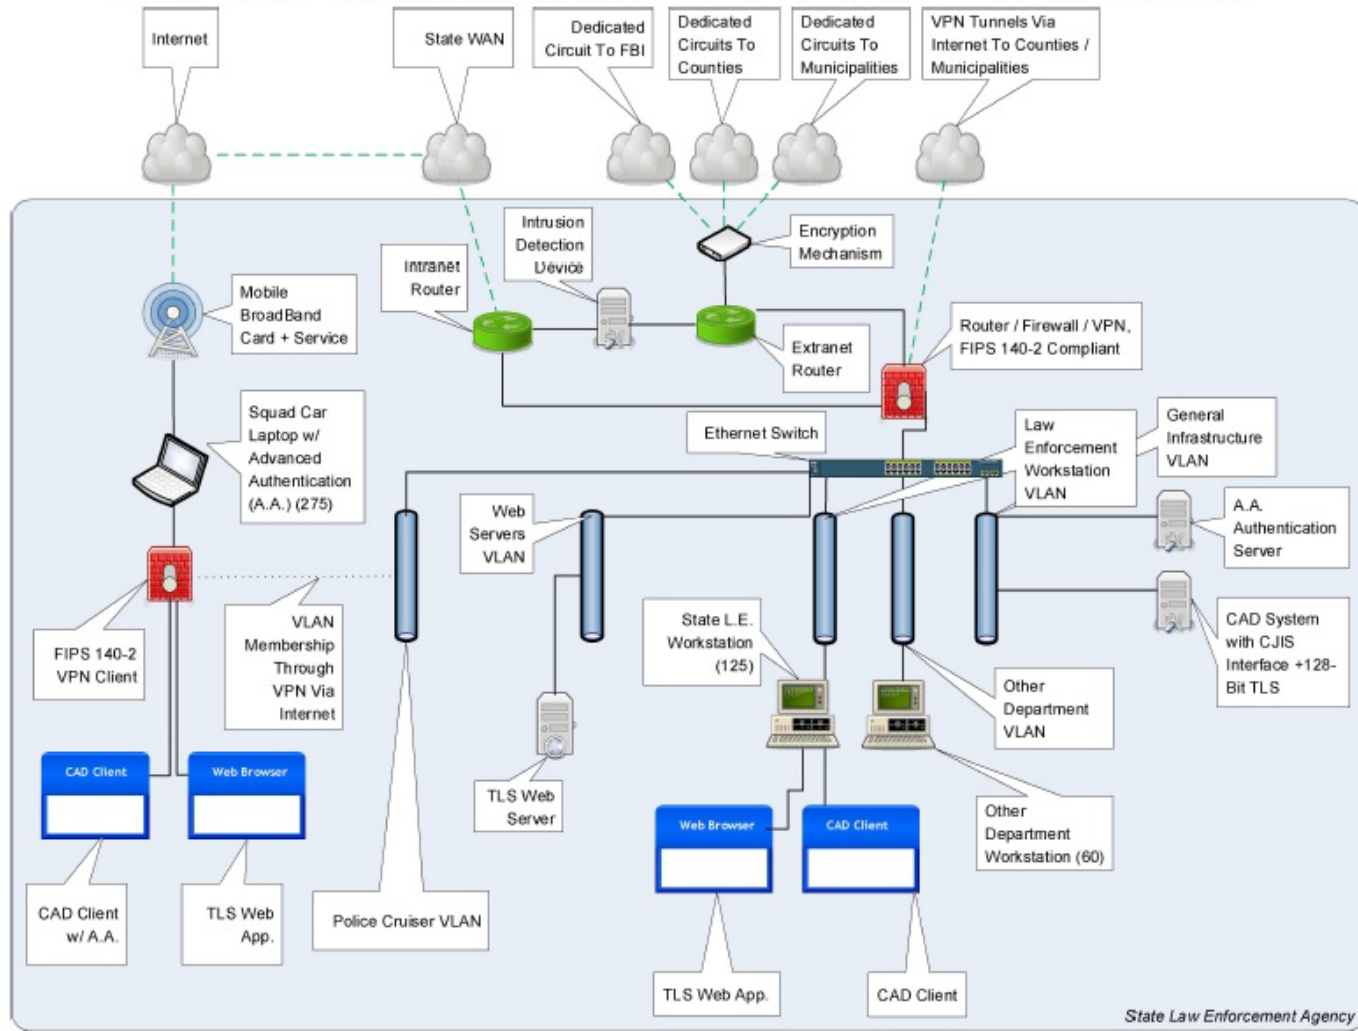 Internet
State WAN
Dedicated
Circuit To FBI
Dedicated
Circuits To
Counties
Dedicated
Circuits To
Municipalities
VPN Tunnels Via
Internet To Counties /
Municipalities
Intrusion
Detection
Device
Encryption
Mechanism
Intranet
Router
Mobile
BroadBand
Card + Service
Extranet
Router
Router / Firewall / VPN,
FIPS 140-2 Compliant
Squad Car
Laptop w/
Advanced
Authentication
(A.A.) (275)
Ethernet Switch
Law
Enforcement
Workstation
VLAN
General
Infrastructure
VLAN
Web
Servers
VLAN
A.A.
Authentication
Server
FIPS 140-2
VPN Client
VLAN
Membership
Through
VPN Via
Internet
State L.E.
Workstation
(125)
CAD System
with CJIS
Interface +128-
Bit TLS
Other
Department
VLAN
CAD Client
Web Browser
TLS Web
Server
Web Browser
CAD Client
Other
Department
Workstation (60)
CAD Client
w/ A.A.
TLS Web
App.
Police Cruiser VLAN
TLS Web App.
CAD Client
State Law Enforcement Agency